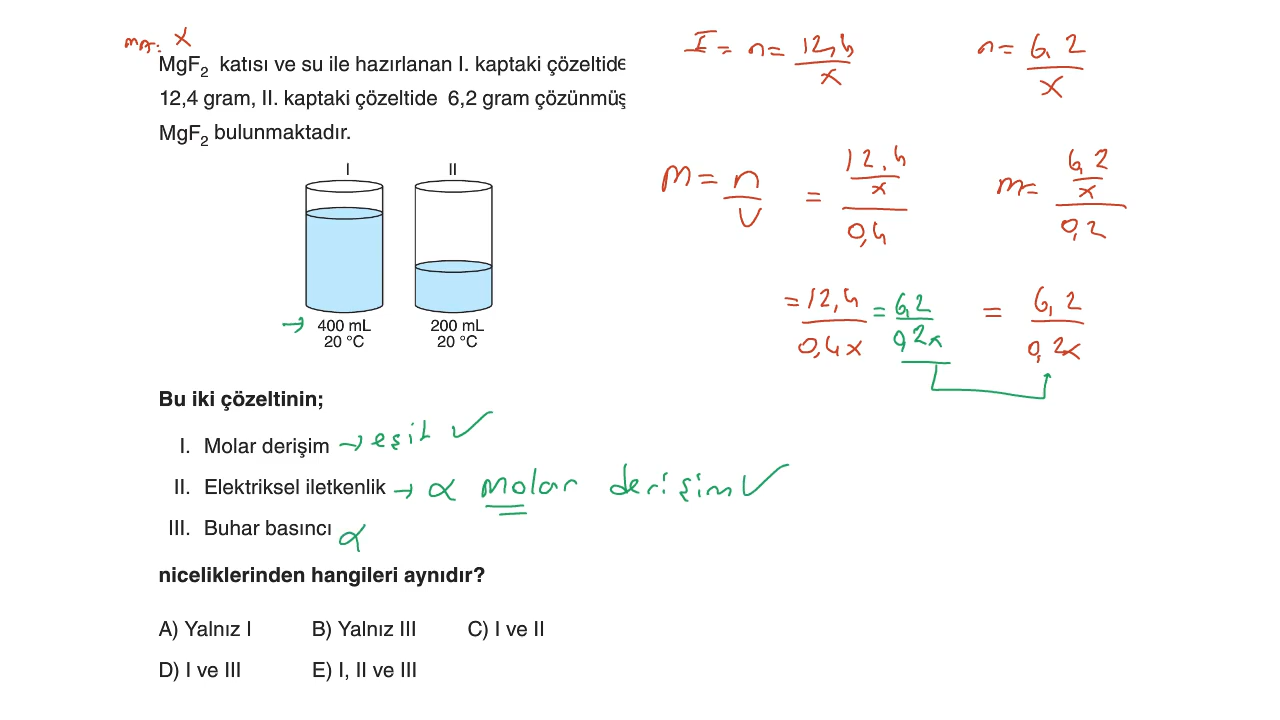 mA: X
MgF2 katısı ve su ile hazırlanan I. kaptaki çözeltide
12,4 gram, II. kaptaki çözeltide 6,2 gram çözünmüş
MgF2 bulunmaktadır.
I
II
400 mL
20 °C
200 mL
20 °C
Bu iki çözeltinin;
I. Molar derişim → eşit ✓
II. Elektriksel iletkenlik → α molar derişim ✓
III. Buhar basıncı α
niceliklerinden hangileri aynıdır?
A) Yalnız I B) Yalnız III C) I ve II
D) I ve III E) I, II ve III
I = n = 12,4 / x
n = 6,2 / x
M = n / V = 12,4 / x / 0,4
m = 6,2 / x / 0,2
= 12,4 / 0,4x = 6,2 / 0,2x
= 6,2 / 0,2x